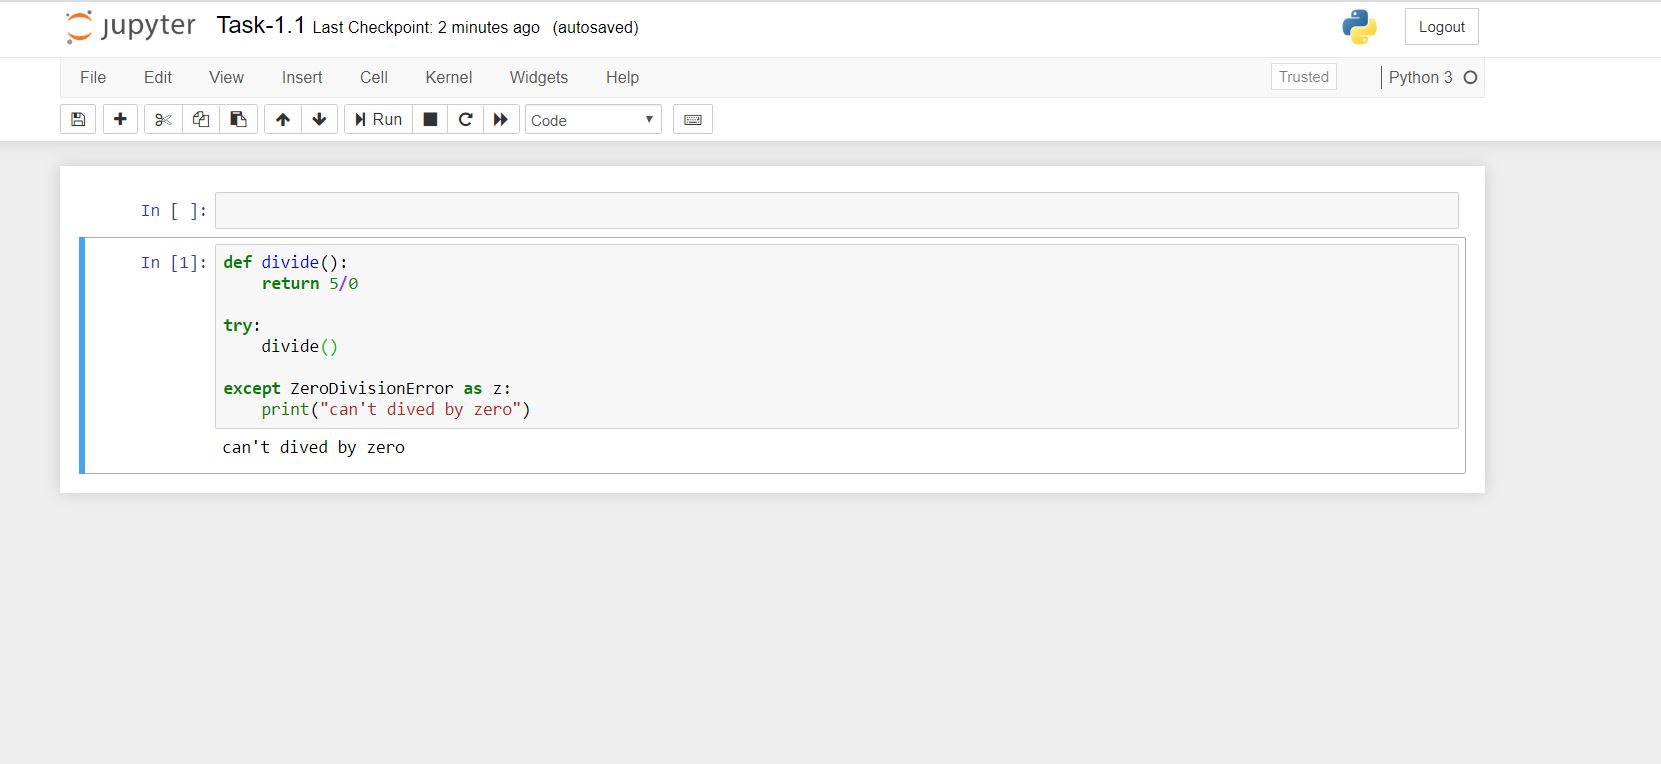 jupyter Task-1.1 Last Checkpoint: 2 minutes ago (autosaved) Logout
File Edit View Insert Cell Kernel Widgets Help Trusted Python 3
Run Code
In [ ]:
In [1]: def divide():
    return 5/0
try:
    divide()
except ZeroDivisionError as z:
    print("can't dived by zero")
can't dived by zero